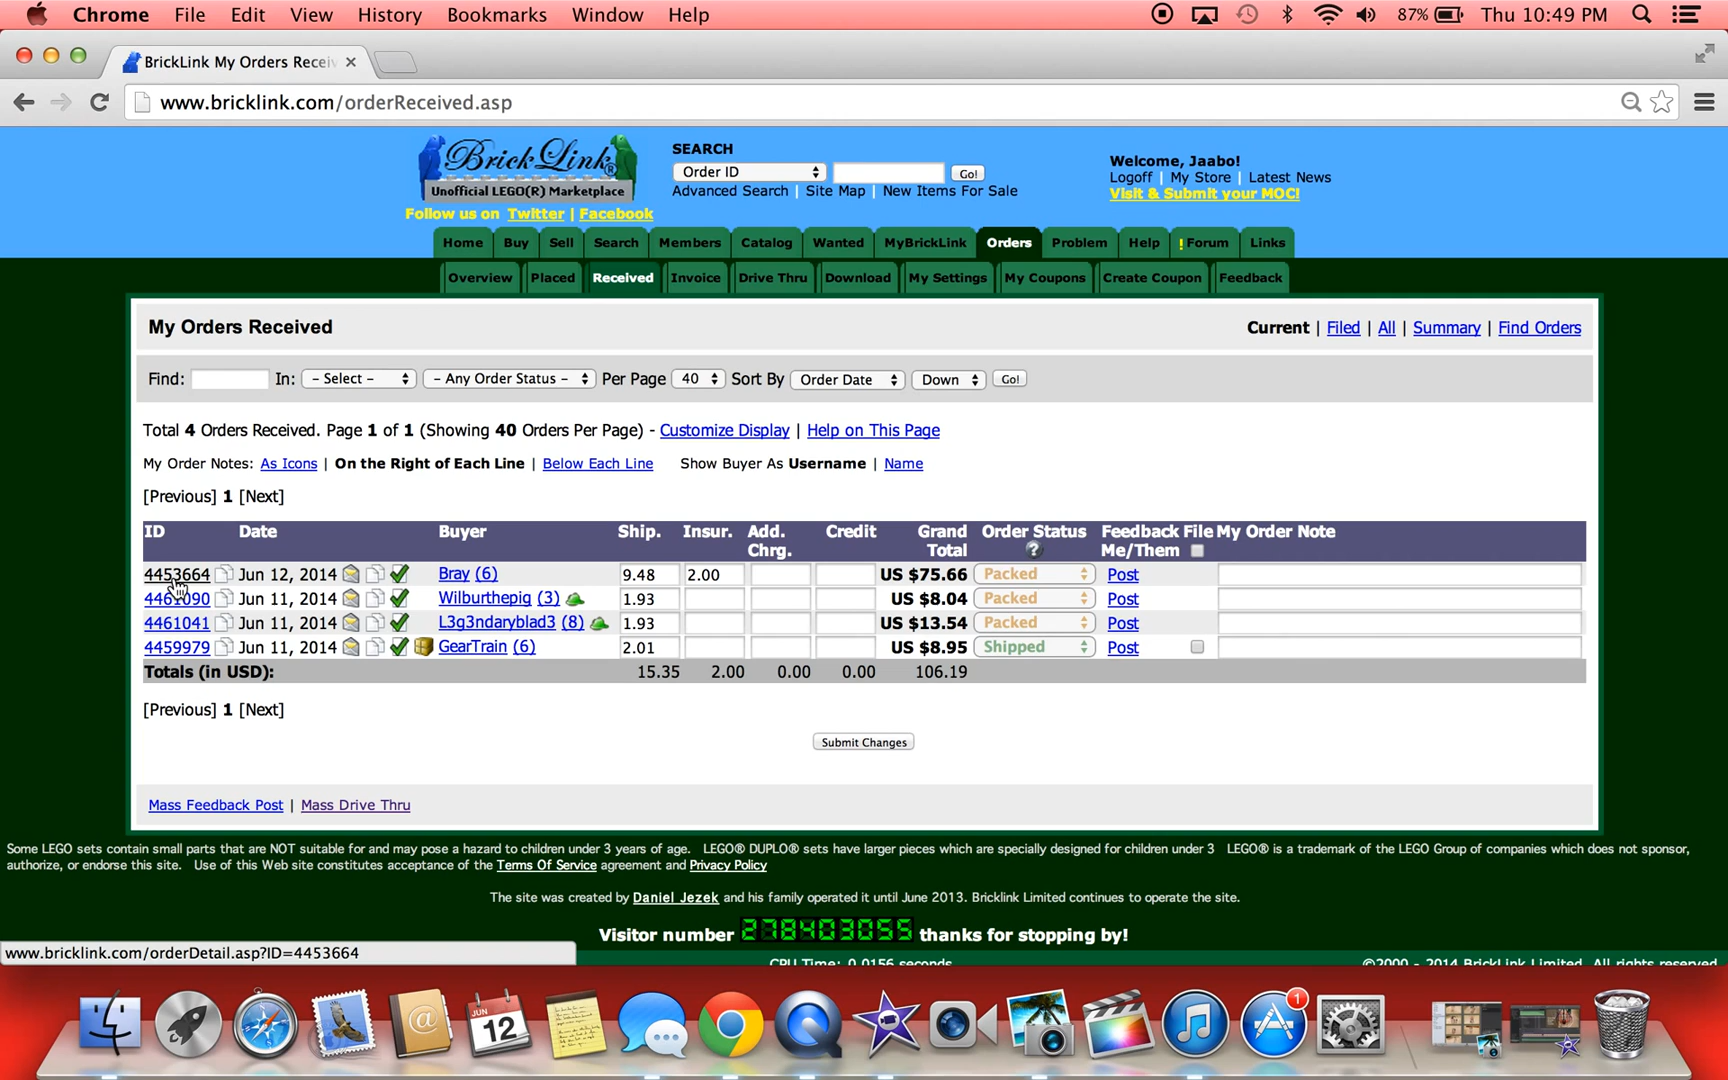 Chrome File Edit View History Bookmarks Window Help 87% Thu 10:49 PM
BrickLink My Orders Receiv
www.bricklink.com/orderReceived.asp
BrickLink
Unofficial LEGO(R) Marketplace
Follow us on Twitter | Facebook
SEARCH
Order ID Go!
Advanced Search | Site Map | New Items For Sale
Welcome, Jaabo!
Logoff | My Store | Latest News
Visit & Submit your MOC!
Home Buy Sell Search Members Catalog Wanted MyBrickLink Orders Problem Help !Forum Links
Overview Placed Received Invoice Drive Thru Download My Settings My Coupons Create Coupon Feedback
My Orders Received Current | Filed | All | Summary | Find Orders
Find: In: - Select - - Any Order Status - Per Page 40 Sort By Order Date Down Go!
Total 4 Orders Received. Page 1 of 1 (Showing 40 Orders Per Page) - Customize Display | Help on This Page
My Order Notes: As Icons | On the Right of Each Line | Below Each Line Show Buyer As Username | Name
[Previous] 1 [Next]
ID Date Buyer Ship. Insur. Add. Chrg. Credit Grand Total Order Status ? Feedback Me/Them File My Order Note
4453664 Jun 12, 2014 Bray (6) 9.48 2.00 US $75.66 Packed Post
4461090 Jun 11, 2014 Wilburthepig (3) 1.93 US $8.04 Packed Post
4461041 Jun 11, 2014 L3g3ndaryblad3 (8) 1.93 US $13.54 Packed Post
4459979 Jun 11, 2014 GearTrain (6) 2.01 US $8.95 Shipped Post
Totals (in USD): 15.35 2.00 0.00 0.00 106.19
[Previous] 1 [Next]
Submit Changes
Mass Feedback Post | Mass Drive Thru
Some LEGO sets contain small parts that are NOT suitable for and may pose a hazard to children under 3 years of age. LEGO® DUPLO® sets have larger pieces which are specially designed for children under 3 LEGO® is a trademark of the LEGO Group of companies which does not sponsor,
authorize, or endorse this site. Use of this Web site constitutes acceptance of the Terms Of Service agreement and Privacy Policy
The site was created by Daniel Jezek and his family operated it until June 2013. Bricklink Limited continues to operate the site.
Visitor number 278403055 thanks for stopping by!
www.bricklink.com/orderDetail.asp?ID=4453664
CPU Time: 0.0156 seconds
©2000 - 2014 BrickLink Limited. All rights reserved
JUN
12
1